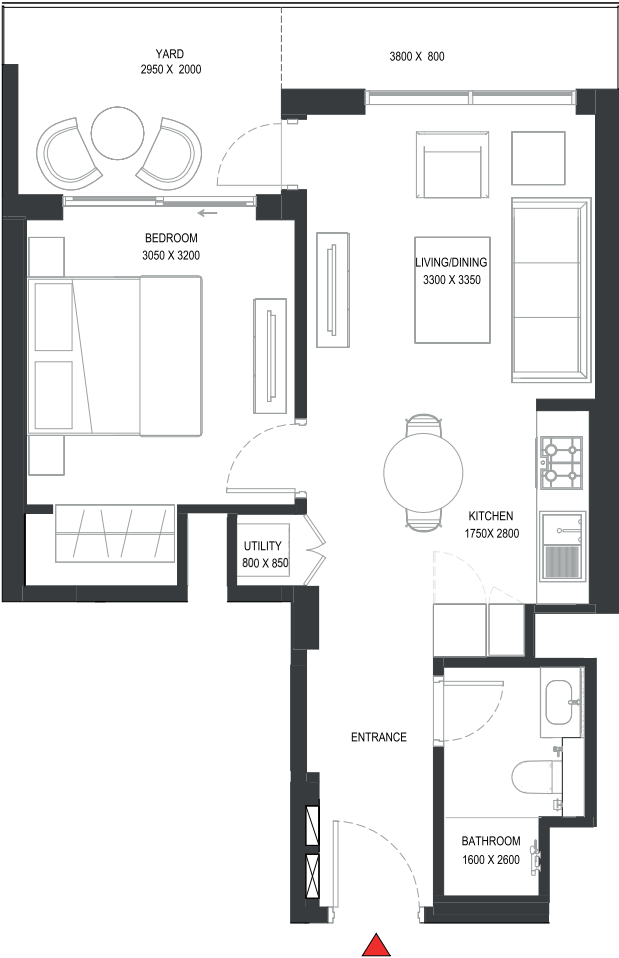 YARD
2950 X 2000
3800 X 800
BEDROOM
3050 X 3200
LIVING/DINING
3300 X 3350
KITCHEN
1750X 2800
UTILITY
800 X 850
ENTRANCE
BATHROOM
1600 X 2600